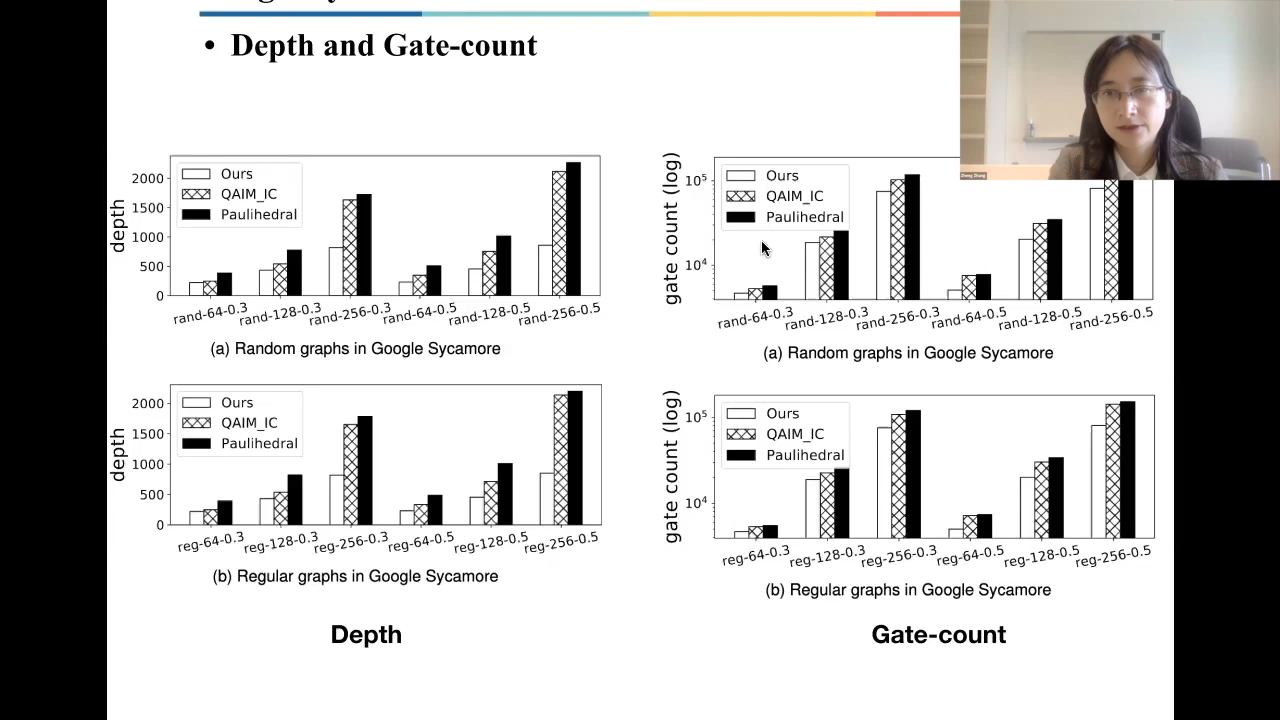 • Depth and Gate-count
depth
2000
1500
1000
500
0
Ours
QAIM_IC
Paulihedral
rand-64-0.3
rand-128-0.3
rand-256-0.3
rand-64-0.5
rand-128-0.5
rand-256-0.5
(a) Random graphs in Google Sycamore
gate count (log)
10^5
10^4
Ours
QAIM_IC
Paulihedral
rand-64-0.3
rand-128-0.3
rand-256-0.3
rand-64-0.5
rand-128-0.5
rand-256-0.5
(a) Random graphs in Google Sycamore
depth
2000
1500
1000
500
0
Ours
QAIM_IC
Paulihedral
reg-64-0.3
reg-128-0.3
reg-256-0.3
reg-64-0.5
reg-128-0.5
reg-256-0.5
(b) Regular graphs in Google Sycamore
gate count (log)
10^5
10^4
Ours
QAIM_IC
Paulihedral
reg-64-0.3
reg-128-0.3
reg-256-0.3
reg-64-0.5
reg-128-0.5
reg-256-0.5
(b) Regular graphs in Google Sycamore
Depth
Gate-count